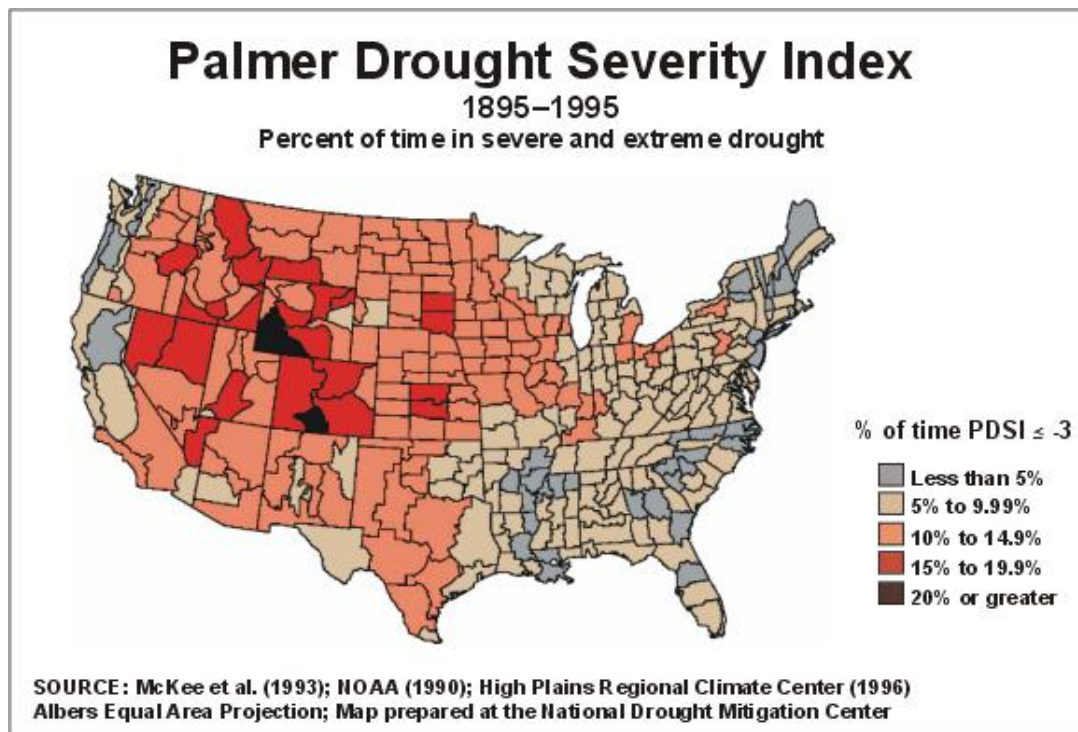 Palmer Drought Severity Index
1895–1995
Percent of time in severe and extreme drought
% of time PDSI ≤ -3
Less than 5%
5% to 9.99%
10% to 14.9%
15% to 19.9%
20% or greater
SOURCE: McKee et al. (1993); NOAA (1990); High Plains Regional Climate Center (1996)
Albers Equal Area Projection; Map prepared at the National Drought Mitigation Center